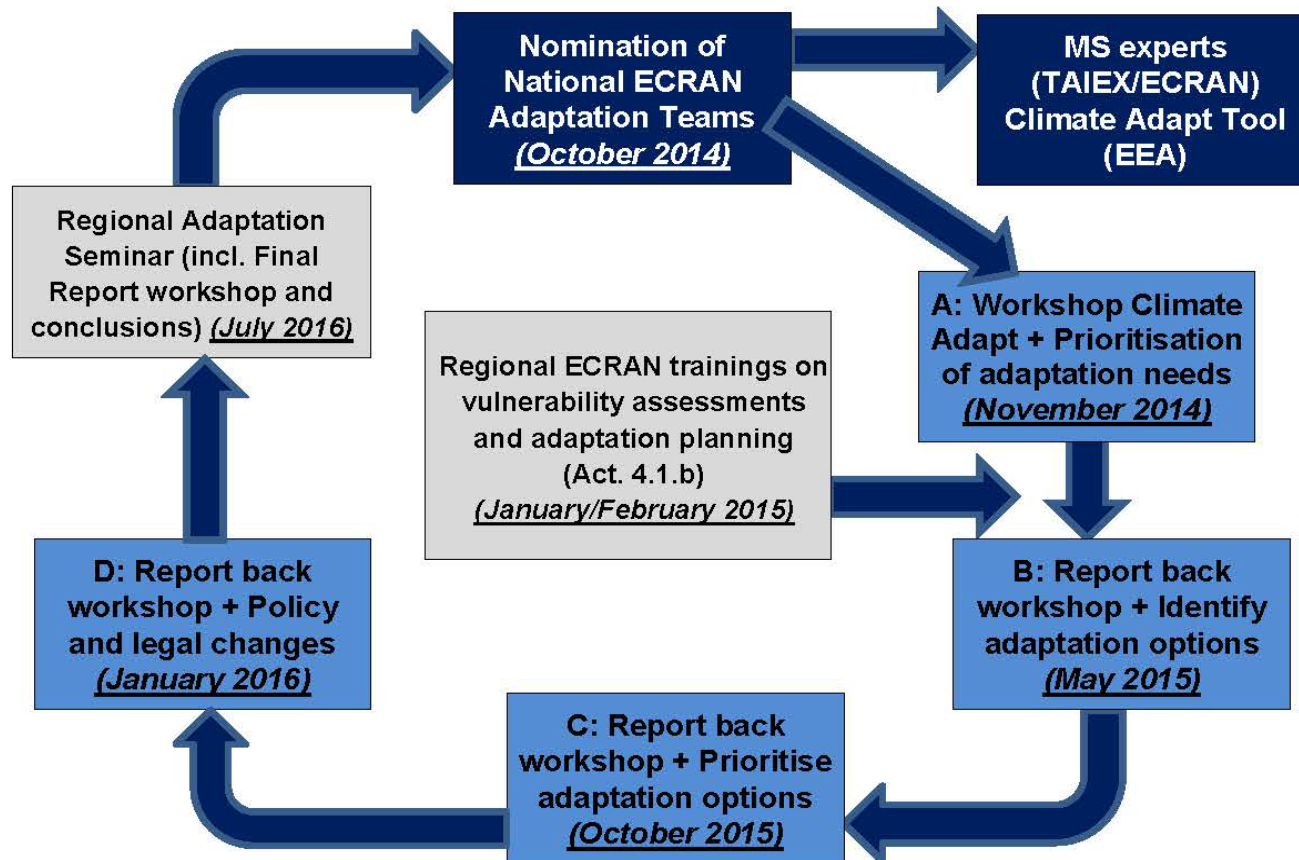 Nomination of
National ECRAN
Adaptation Teams
(October 2014)
MS experts
(TAIEX/ECRAN)
Climate Adapt Tool
(EEA)
Regional Adaptation
Seminar (incl. Final
Report workshop and
conclusions) (July 2016)
A: Workshop Climate
Adapt + Prioritisation
of adaptation needs
(November 2014)
Regional ECRAN trainings on
vulnerability assessments
and adaptation planning
(Act. 4.1.b)
(January/February 2015)
D: Report back
workshop + Policy
and legal changes
(January 2016)
B: Report back
workshop + Identify
adaptation options
(May 2015)
C: Report back
workshop + Prioritise
adaptation options
(October 2015)